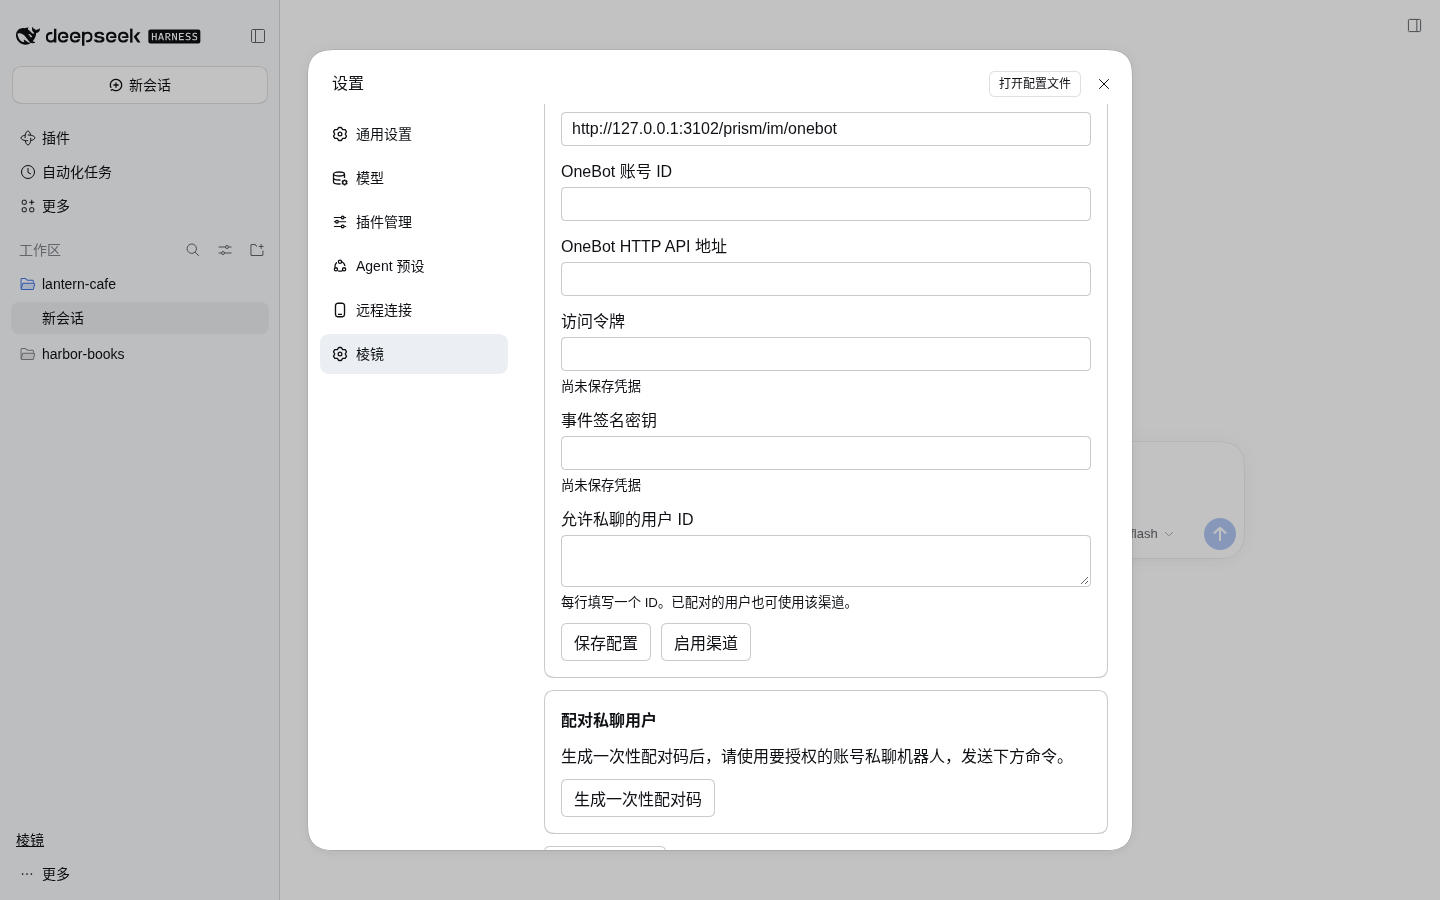 deepseek HARNESS
新会话
插件
自动化任务
更多
工作区
lantern-cafe
新会话
harbor-books
棱镜
更多
设置
打开配置文件
通用设置
模型
插件管理
Agent 预设
远程连接
棱镜
http://127.0.0.1:3102/prism/im/onebot
OneBot 账号 ID
OneBot HTTP API 地址
访问令牌
尚未保存凭据
事件签名密钥
尚未保存凭据
允许私聊的用户 ID
每行填写一个 ID。已配对的用户也可使用该渠道。
保存配置
启用渠道
配对私聊用户
生成一次性配对码后，请使用要授权的账号私聊机器人，发送下方命令。
生成一次性配对码
flash